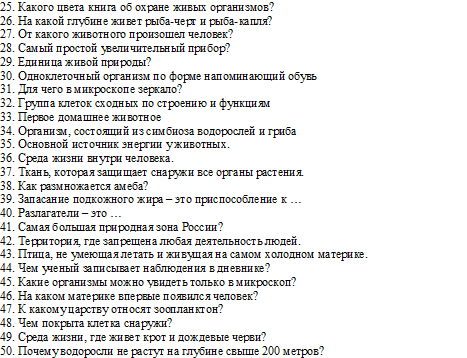 25. Какого цвета книга об охране живых организмов?
26. На какой глубине живет рыба-черт и рыба-капля?
27. От какого животного произошел человек?
28. Самый простой увеличительный прибор?
29. Единица живой природы?
30. Одноклеточный организм по форме напоминающий обувь
31. Для чего в микроскопе зеркало?
32. Группа клеток сходных по строению и функциям
33. Первое домашнее животное
34. Организм, состоящий из симбиоза водорослей и гриба
35. Основной источник энергии у животных.
36. Среда жизни внутри человека.
37. Ткань, которая защищает снаружи все органы растения.
38. Как размножается амеба?
39. Запасание подкожного жира – это приспособление к …
40. Разлагатели – это …
41. Самая большая природная зона России?
42. Территория, где запрещена любая деятельность людей.
43. Птица, не умеющая летать и живущая на самом холодном материке.
44. Чем ученый записывает наблюдения в дневнике?
45. Какие организмы можно увидеть только в микроскоп?
46. На каком материке впервые появился человек?
47. К какому царству относят зоопланктон?
48. Чем покрыта клетка снаружи?
49. Среда жизни, где живет крот и дождевые черви?
50. Почему водоросли не растут на глубине свыше 200 метров?